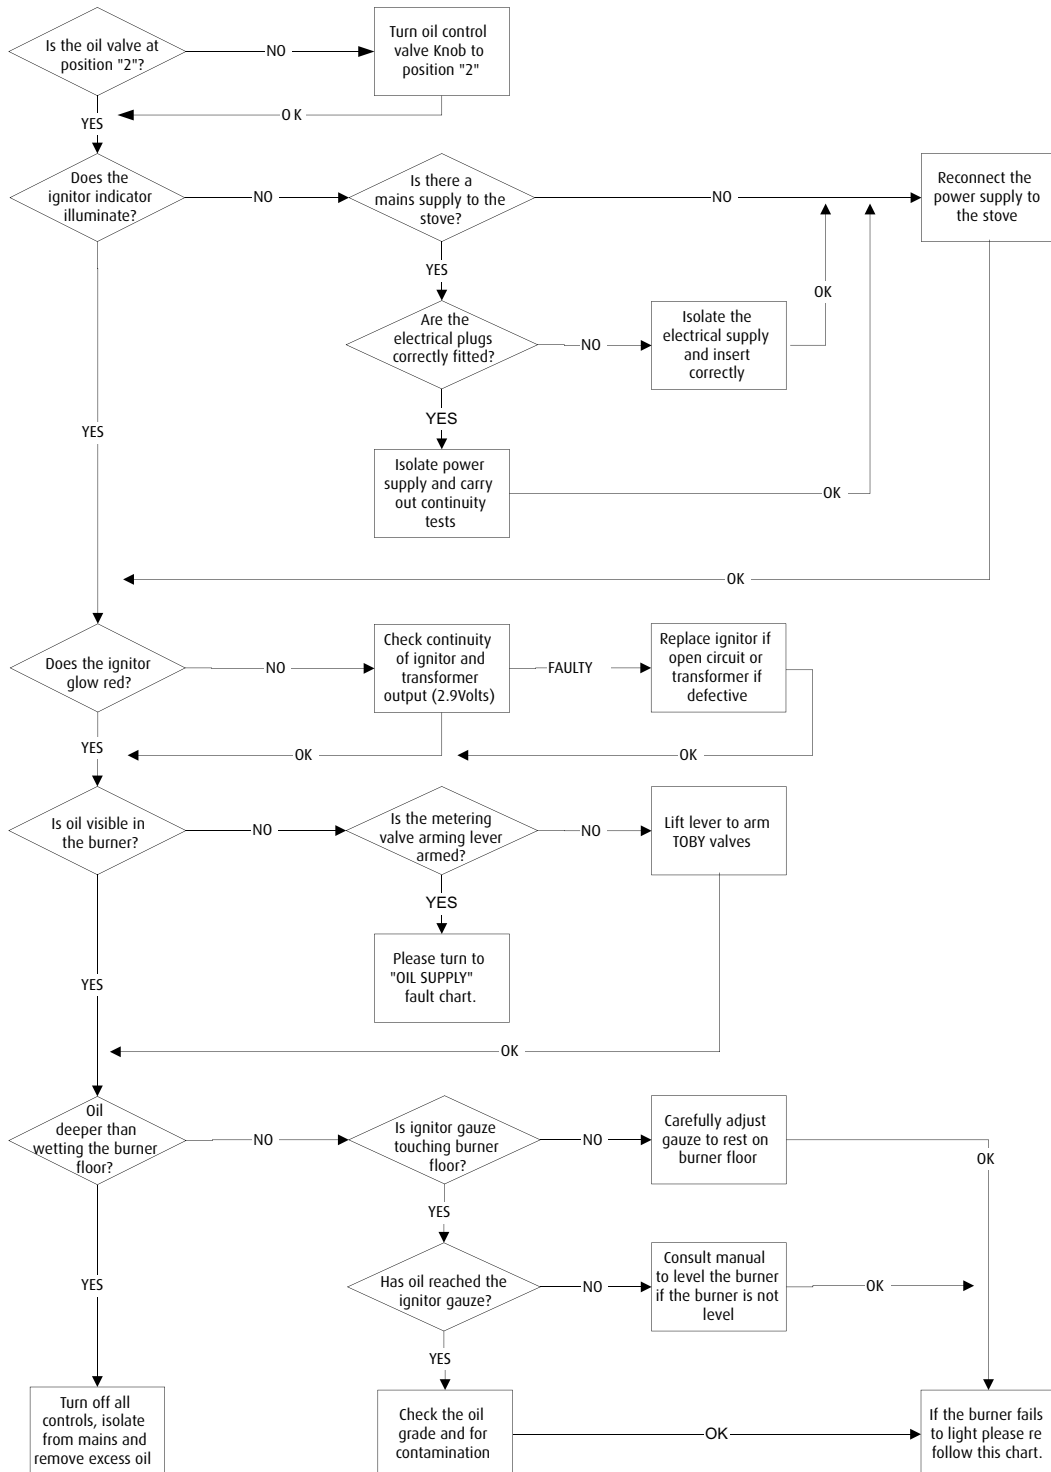 Is the oil valve at
position "2"?
NO
Turn oil control
valve Knob to
position "2"
O K
YES
Does the
ignitor indicator
illuminate?
NO
Is there a
mains supply to the
stove?
NO
Reconnect the
power supply to
the stove
YES
OK
Are the
electrical plugs
correctly fitted?
NO
Isolate the
electrical supply
and insert
correctly
YES
YES
Isolate power
supply and carry
out continuity
tests
OK
OK
Does the ignitor
glow red?
NO
Check continuity
of ignitor and
transformer
output (2.9Volts)
FAULTY
Replace ignitor if
open circuit or
transformer if
defective
YES
OK
OK
Is oil visible in
the burner?
NO
Is the metering
valve arming lever
armed?
NO
Lift lever to arm
TOBY valves
YES
Please turn to
"OIL SUPPLY"
fault chart.
YES
OK
Oil
deeper than
wetting the burner
floor?
NO
Is ignitor gauze
touching burner
floor?
NO
Carefully adjust
gauze to rest on
burner floor
OK
YES
YES
Has oil reached the
ignitor gauze?
NO
Consult manual
to level the burner
if the burner is not
level
OK
YES
Turn off all
controls, isolate
from mains and
remove excess oil
Check the oil
grade and for
contamination
OK
If the burner fails
to light please re
follow this chart.